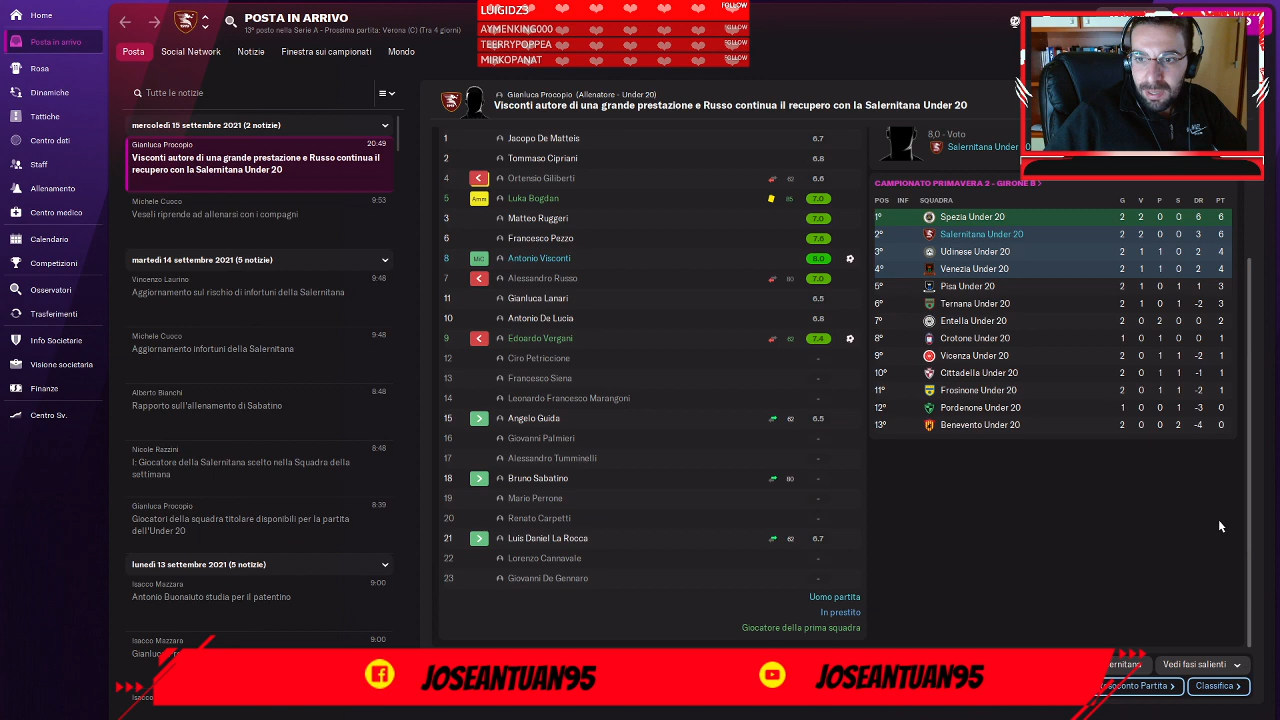 POSTA IN ARRIVO
13° posto nella Serie A - Prossima partita: Verona (C) (Tra 4 giorni)
LUIGIDZ3 FOLLOW
AYMENKING000 FOLLOW
TEERRYPOPPEA FOLLOW
MIRKOPANAT FOLLOW
Home
Posta in arrivo
Rosa
Dinamiche
Tattiche
Centro dati
Staff
Allenamento
Centro medico
Calendario
Competizioni
Osservatori
Trasferimenti
Info Societarie
Visione societaria
Finanze
Centro Sv.
Posta Social Network Notizie Finestra sui campionati Mondo
Tutte le notizie
mercoledì 15 settembre 2021 (2 notizie)
Gianluca Procopio 20:49
Visconti autore di una grande prestazione e Russo continua il
recupero con la Salernitana Under 20
Michele Cuoco 9:53
Veseli riprende ad allenarsi con i compagni
martedì 14 settembre 2021 (5 notizie)
Vincenzo Laurino 9:48
Aggiornamento sul rischio di infortuni della Salernitana
Michele Cuoco 9:48
Aggiornamento infortuni della Salernitana
Alberto Bianchi 8:48
Rapporto sull'allenamento di Sabatino
Nicole Razzini 8:48
I: Giocatore della Salernitana scelto nella Squadra della
settimana
Gianluca Procopio 8:39
Giocatori della squadra titolare disponibili per la partita
dell'Under 20
lunedì 13 settembre 2021 (5 notizie)
Isacco Mazzara 9:00
Antonio Buonaiuto studia per il patentino
Isacco Mazzara 9:00
Gianluca Procopio (Allenatore - Under 20)
Visconti autore di una grande prestazione e Russo continua il recupero con la Salernitana Under 20
1 Jacopo De Matteis 6.7
2 Tommaso Cipriani 6.8
4 Ortensio Giliberti 62 6.6
5 Amm Luka Bogdan 85 7.0
3 Matteo Ruggeri 7.0
6 Francesco Pezzo 7.6
8 MiC Antonio Visconti 8.0
7 Alessandro Russo 80 7.0
11 Gianluca Lanari 6.5
10 Antonio De Lucia 6.8
9 Edoardo Vergani 62 7.4
12 Ciro Petriccione -
13 Francesco Siena -
14 Leonardo Francesco Marangoni -
15 Angelo Guida 62 6.5
16 Giovanni Palmieri -
17 Alessandro Tumminelli -
18 Bruno Sabatino 80 -
19 Mario Perrone -
20 Renato Carpetti -
21 Luis Daniel La Rocca 62 6.7
22 Lorenzo Cannavale -
23 Giovanni De Gennaro -
Uomo partita
In prestito
Giocatore della prima squadra
8,0 - Voto
Salernitana Under 20
CAMPIONATO PRIMAVERA 2 - GIRONE B >
POS INF SQUADRA G V P S DR PT
1° Spezia Under 20 2 2 0 0 6 6
2° Salernitana Under 20 2 2 0 0 3 6
3° Udinese Under 20 2 1 1 0 2 4
4° Venezia Under 20 2 1 1 0 2 4
5° Pisa Under 20 2 1 0 1 1 3
6° Ternana Under 20 2 1 0 1 -2 3
7° Entella Under 20 2 0 2 0 0 2
8° Crotone Under 20 1 0 1 0 0 1
9° Vicenza Under 20 2 0 1 1 -2 1
10° Cittadella Under 20 2 0 1 1 -1 1
11° Frosinone Under 20 2 0 1 1 -2 1
12° Pordenone Under 20 1 0 0 1 -3 0
13° Benevento Under 20 2 0 0 2 -4 0
Vedi fasi salienti
Partita > Classifica >
JOSEANTUAN95 JOSEANTUAN95